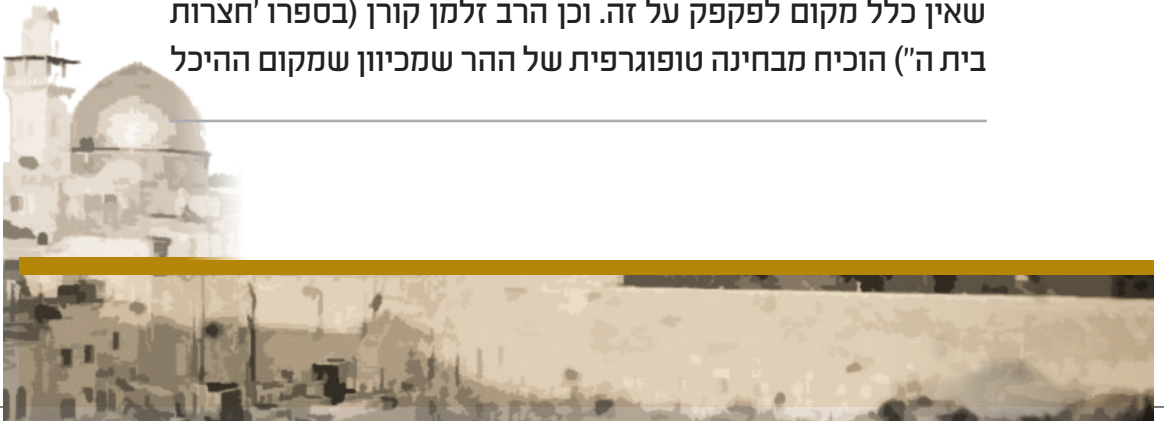 שאין כלל מקום לפקפק על זה. וכן הרב זלמן קורן (בספרו 'חצרות
בית ה'') הוכיח מבחינה טופוגרפית של ההר שמכיוון שמקום ההיכל